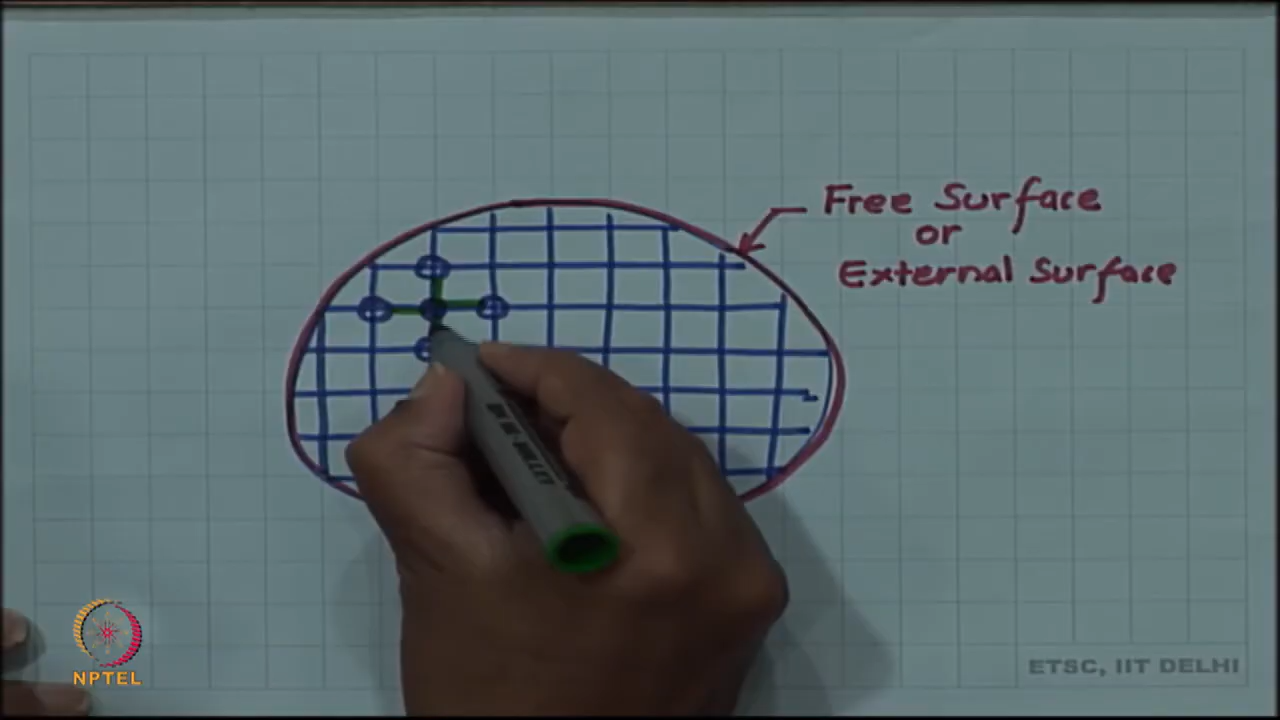 Free Surface
or
External Surface
NPTEL
ETSC, IIT DELHI